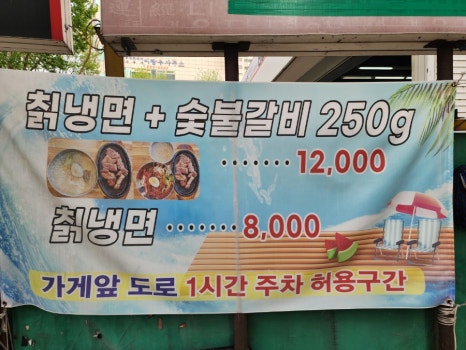 칡냉면 + 숯불갈비 250g
······· 12,000
칡냉면 ······· 8,000
가게앞 도로 1시간 주차 허용구간